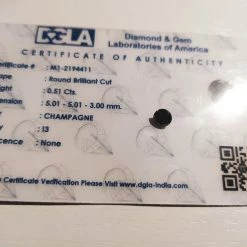 DGLA
Diamond & Gem
Laboratories of America
CERTIFICATE OF AUTHENTICITY
ertificate # : M1-2194411
ape : Round Brilliant Cut
eight : 0.51 Cts.
ension : 5.01 - 5.01 - 3.00 mm.
: CHAMPAGNE
: I3
ence : None
Certificate Verification Please Visit www.dgla-india.com